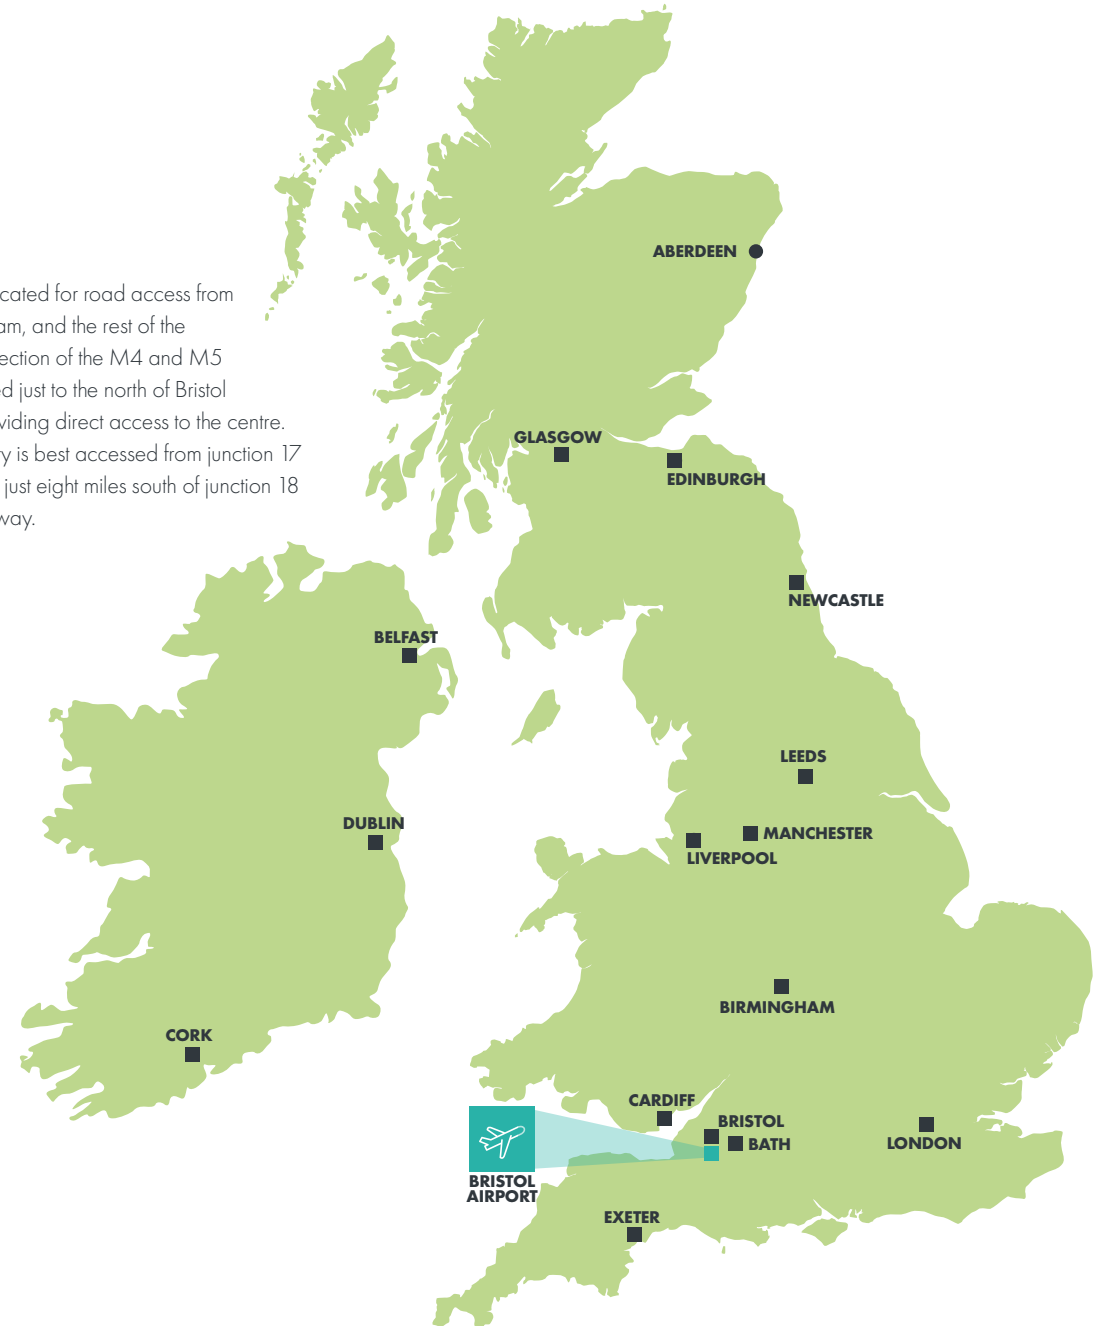 ABERDEEN
cated for road access from
am, and the rest of the
ection of the M4 and M5
ed just to the north of Bristol
viding direct access to the centre.
ty is best accessed from junction 17
just eight miles south of junction 18
way.
GLASGOW
EDINBURGH
NEWCASTLE
BELFAST
LEEDS
DUBLIN
MANCHESTER
LIVERPOOL
BIRMINGHAM
CORK
CARDIFF
BRISTOL
BATH
LONDON
BRISTOL
AIRPORT
EXETER